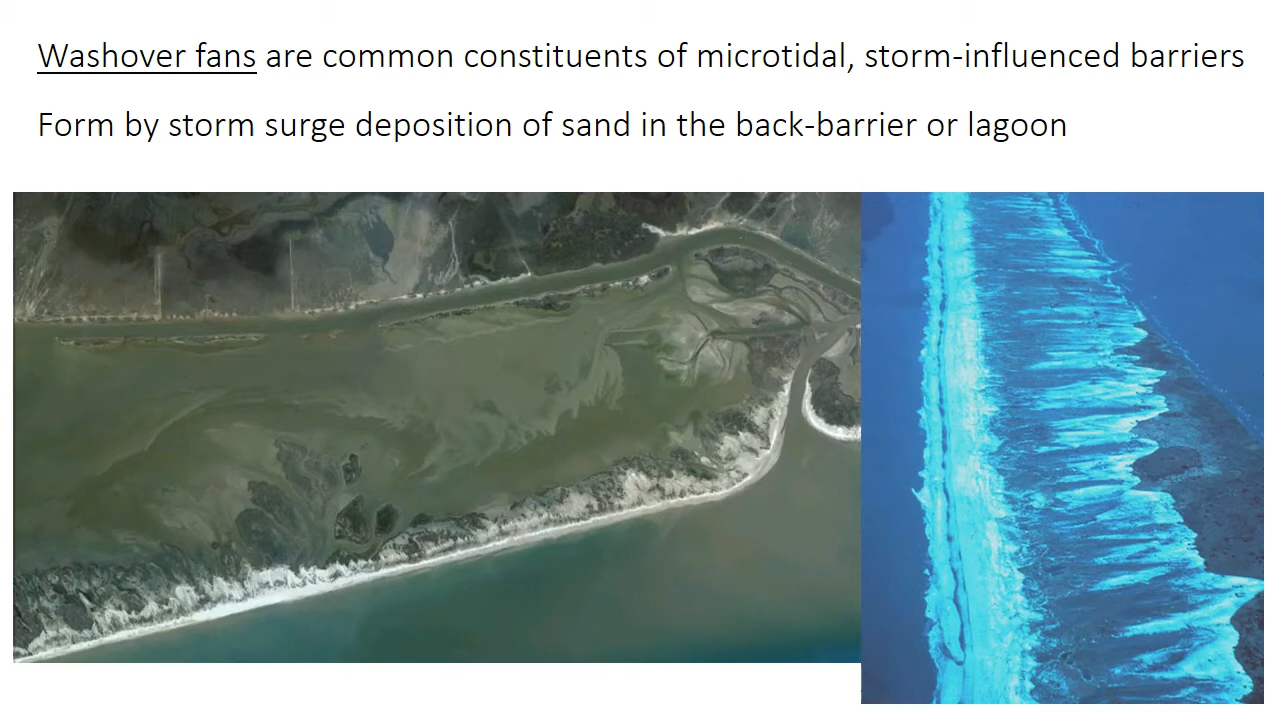 Washover fans are common constituents of microtidal, storm-influenced barriers
Form by storm surge deposition of sand in the back-barrier or lagoon